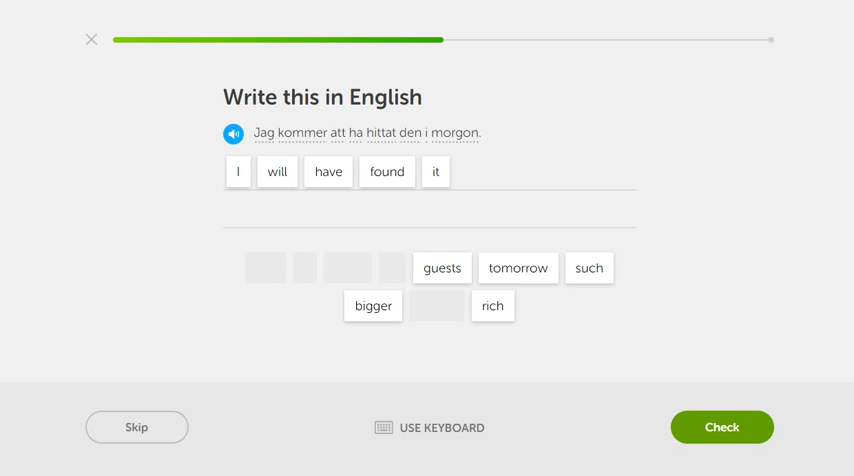 Write this in English
Jag kommer att ha hittat den i morgon.
I will have found it
guests tomorrow such
bigger rich
Skip USE KEYBOARD Check